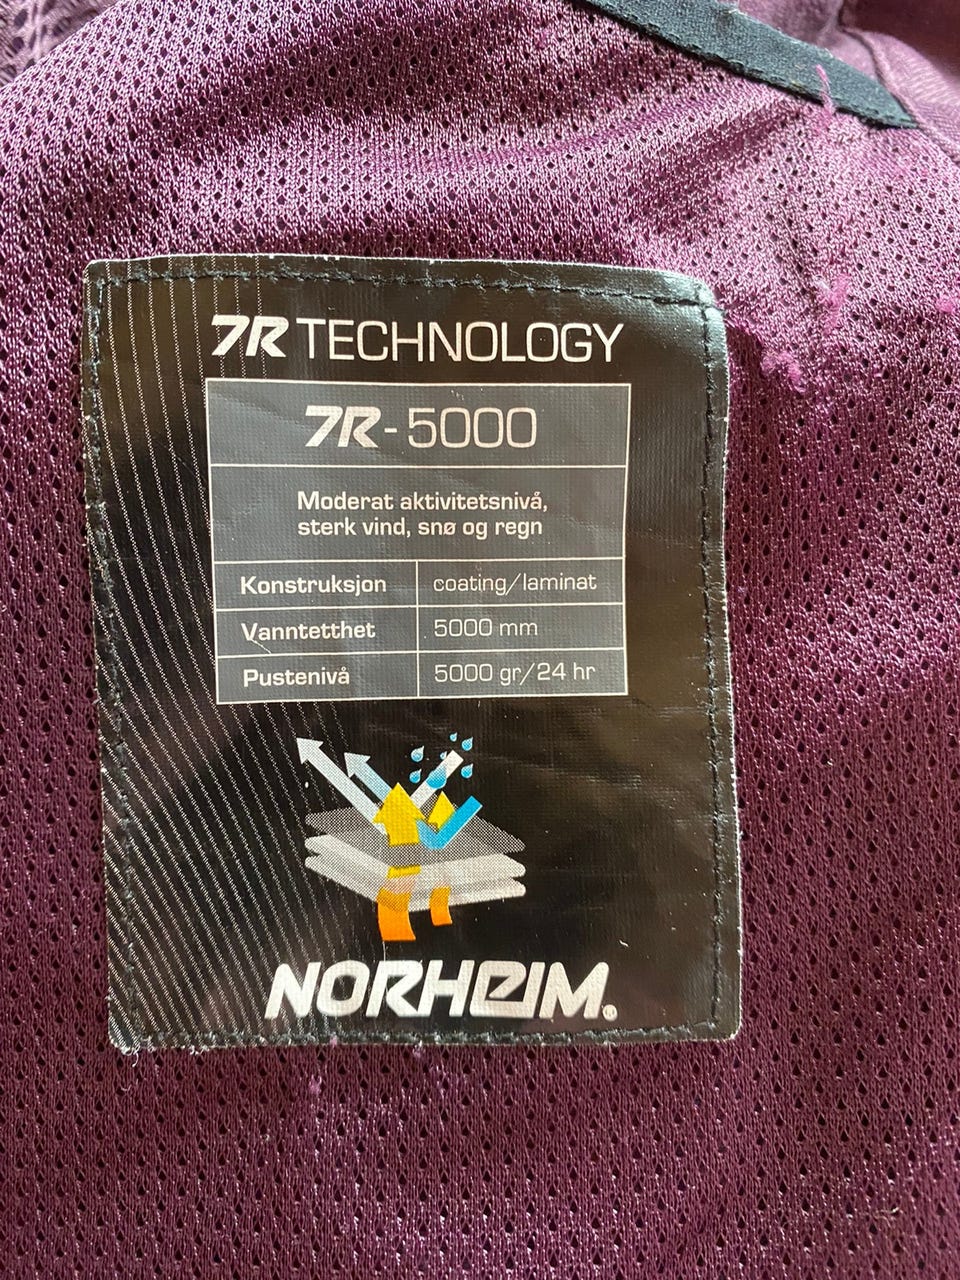 7R TECHNOLOGY
7R - 5000
Moderat aktivitetsnivå,
sterk vind, snø og regn
Konstruksjon coating/laminat
Vanntetthet 5000 mm
Pustenivå 5000 gr/24 hr
NORHEIM.®